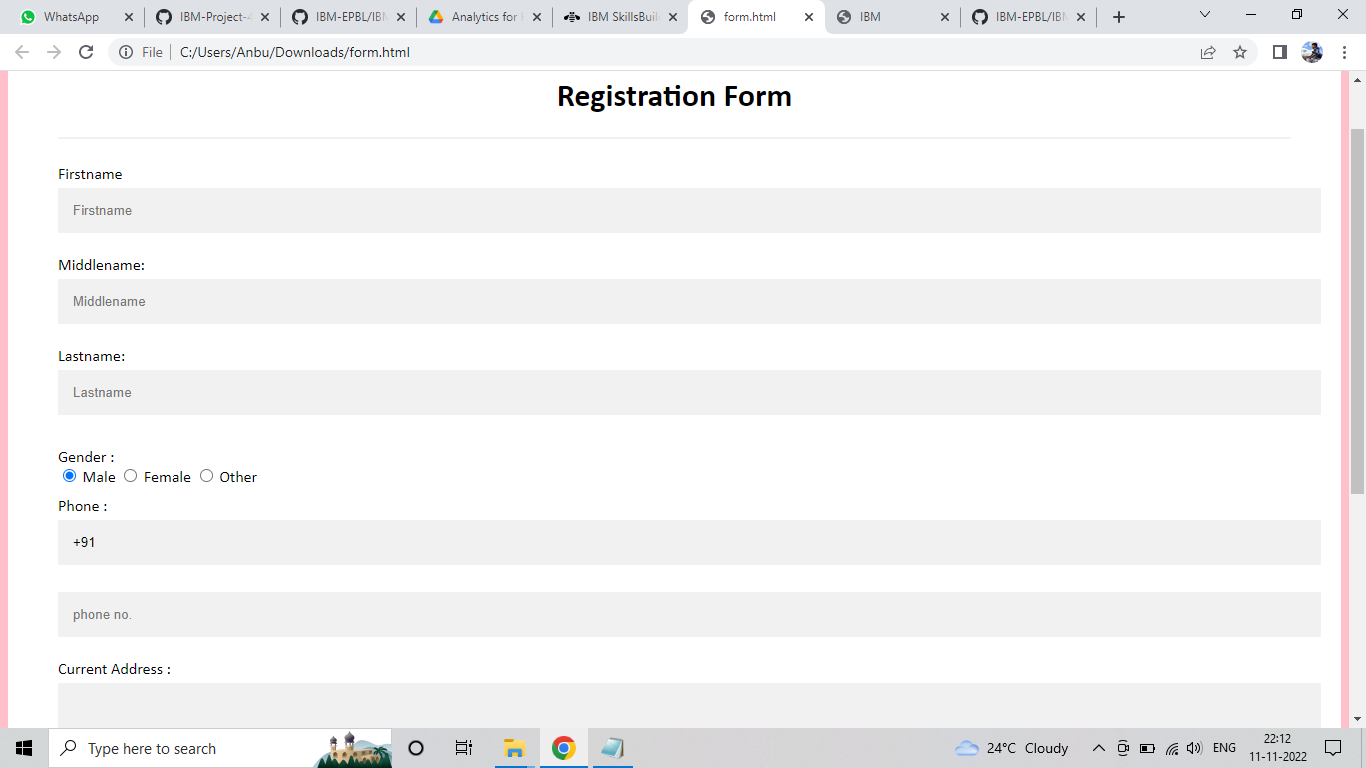 WhatsApp
IBM-Project-4
IBM-EPBL/IBM
Analytics for
IBM SkillsBuil
form.html
IBM
IBM-EPBL/IBM
File
C:/Users/Anbu/Downloads/form.html
Registration Form
Firstname
Firstname
Middlename:
Middlename
Lastname:
Lastname
Gender :
Male Female Other
Phone :
+91
phone no.
Current Address :
Type here to search
24°C Cloudy
ENG
22:12
11-11-2022